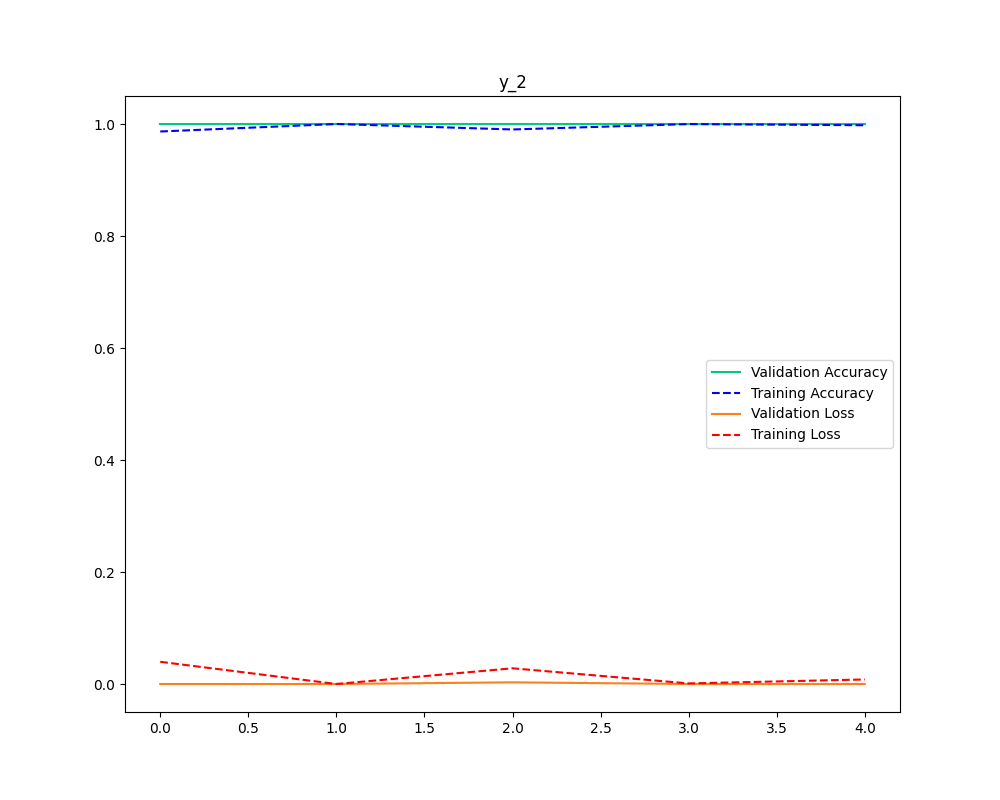 y_2
1.0
0.8
0.6
0.4
0.2
0.0
Validation Accuracy
Training Accuracy
Validation Loss
Training Loss
0.0 0.5 1.0 1.5 2.0 2.5 3.0 3.5 4.0